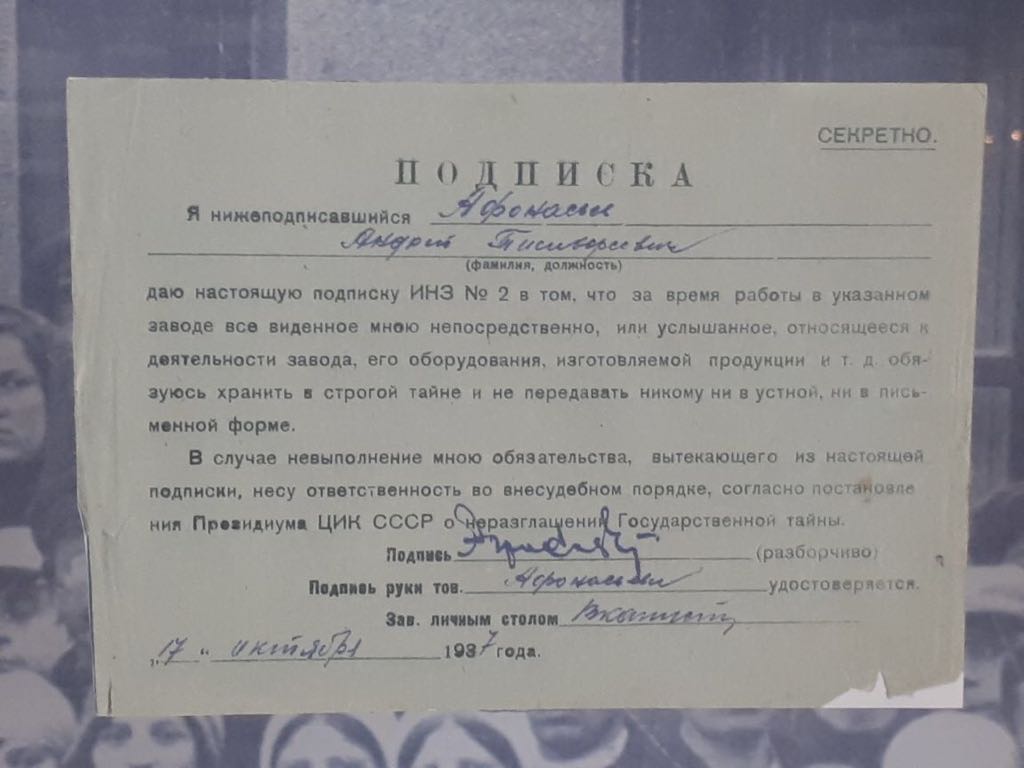 СЕКРЕТНО.
ПОДПИСКА
Я нижеподписавшийся Афонасьев
Андрей
(фамилия, должность)
даю настоящую подписку ИНЗ № 2 в том, что за время работы в указанном
заводе все виденное мною непосредственно, или услышанное, относящееся к
деятельности завода, его оборудования, изготовляемой продукции и т. д. обя-
зуюсь хранить в строгой тайне и не передавать никому ни в устной, ни в пись-
менной форме.
В случае невыполнение мною обязательства, вытекающего из настоящей
подписки, несу ответственность во внесудебном порядке, согласно постановле
ния Президиума ЦИК СССР о неразглашений Государственной тайны.
Подпись (разборчиво)
Подпись руки тов. Афонасьев удостоверяется.
Зав. личным столом
„17" октября 1937 года.